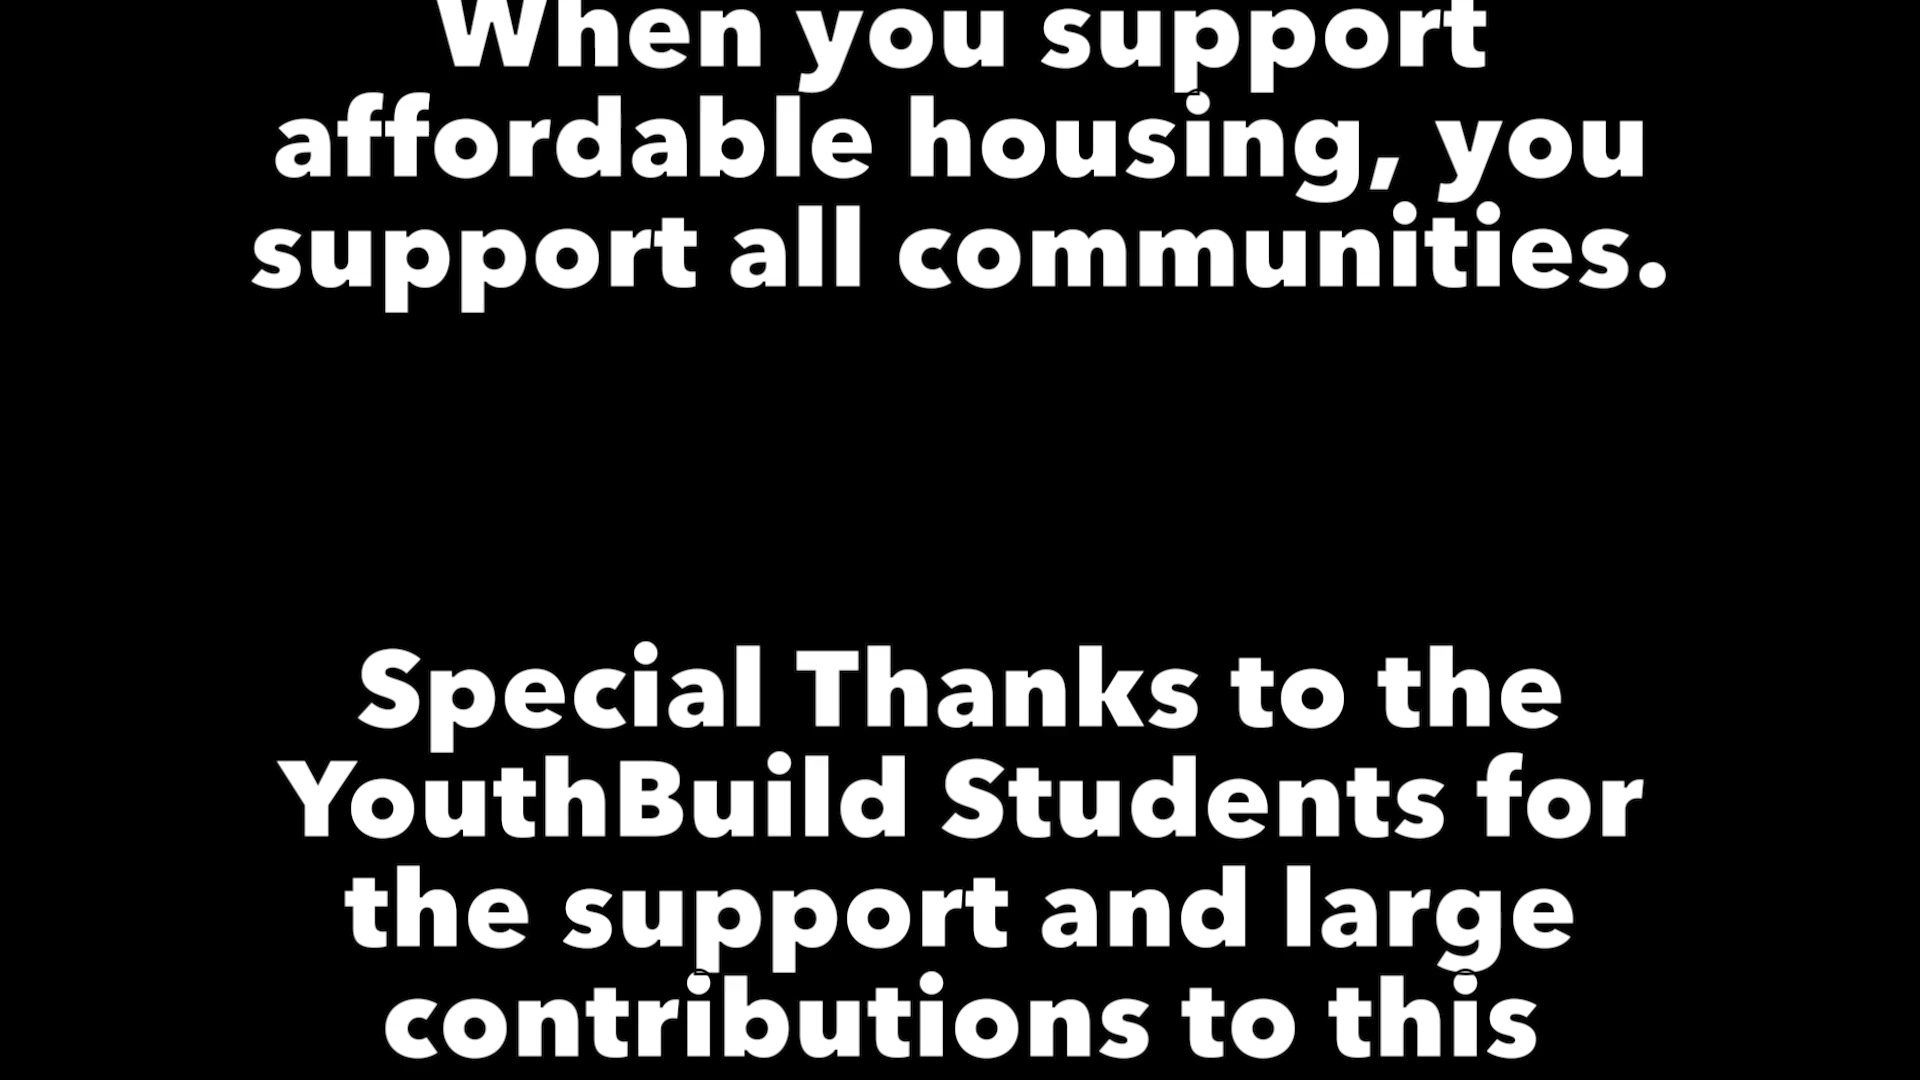 When you support
affordable housing, you
support all communities.
Special Thanks to the
YouthBuild Students for
the support and large
contributions to this